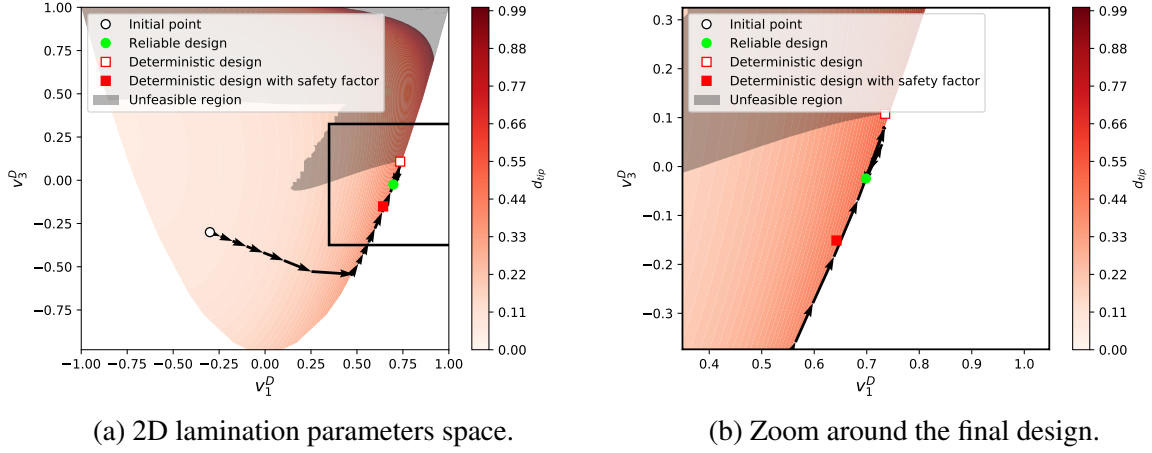 Initial point
Reliable design
Deterministic design
Deterministic design with safety factor
Unfeasible region
1.00
0.75
0.50
0.25
0.00
−0.25
−0.50
−0.75
v₃ᴰ
−1.00 −0.75 −0.50 −0.25 0.00 0.25 0.50 0.75 1.00
v₁ᴰ
0.99
0.88
0.77
0.66
0.55
0.44
0.33
0.22
0.11
0.00
d_tip
(a) 2D lamination parameters space.
Initial point
Reliable design
Deterministic design
Deterministic design with safety factor
Unfeasible region
0.3
0.2
0.1
0.0
−0.1
−0.2
−0.3
v₃ᴰ
0.4 0.5 0.6 0.7 0.8 0.9 1.0
v₁ᴰ
0.99
0.88
0.77
0.66
0.55
0.44
0.33
0.22
0.11
0.00
d_tip
(b) Zoom around the final design.